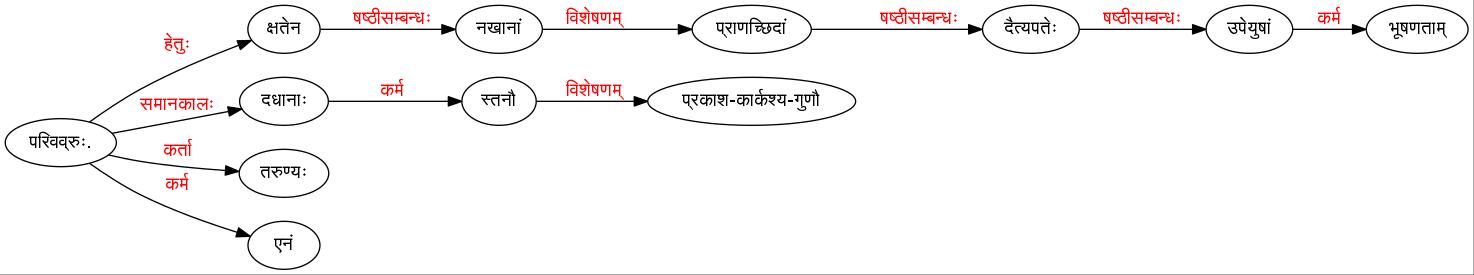 क्षतेन षष्ठीसम्बन्धः नखानां विशेषणम् प्राणच्छिदां षष्ठीसम्बन्धः दैत्यपतेः षष्ठीसम्बन्धः उपेयुषां कर्म भूषणताम्
हेतुः
समानकालः दधानाः कर्म स्तनौ विशेषणम् प्रकाश-कार्कश्य-गुणौ
परिवव्रुः.
कर्ता तरुण्यः
कर्म
एनं